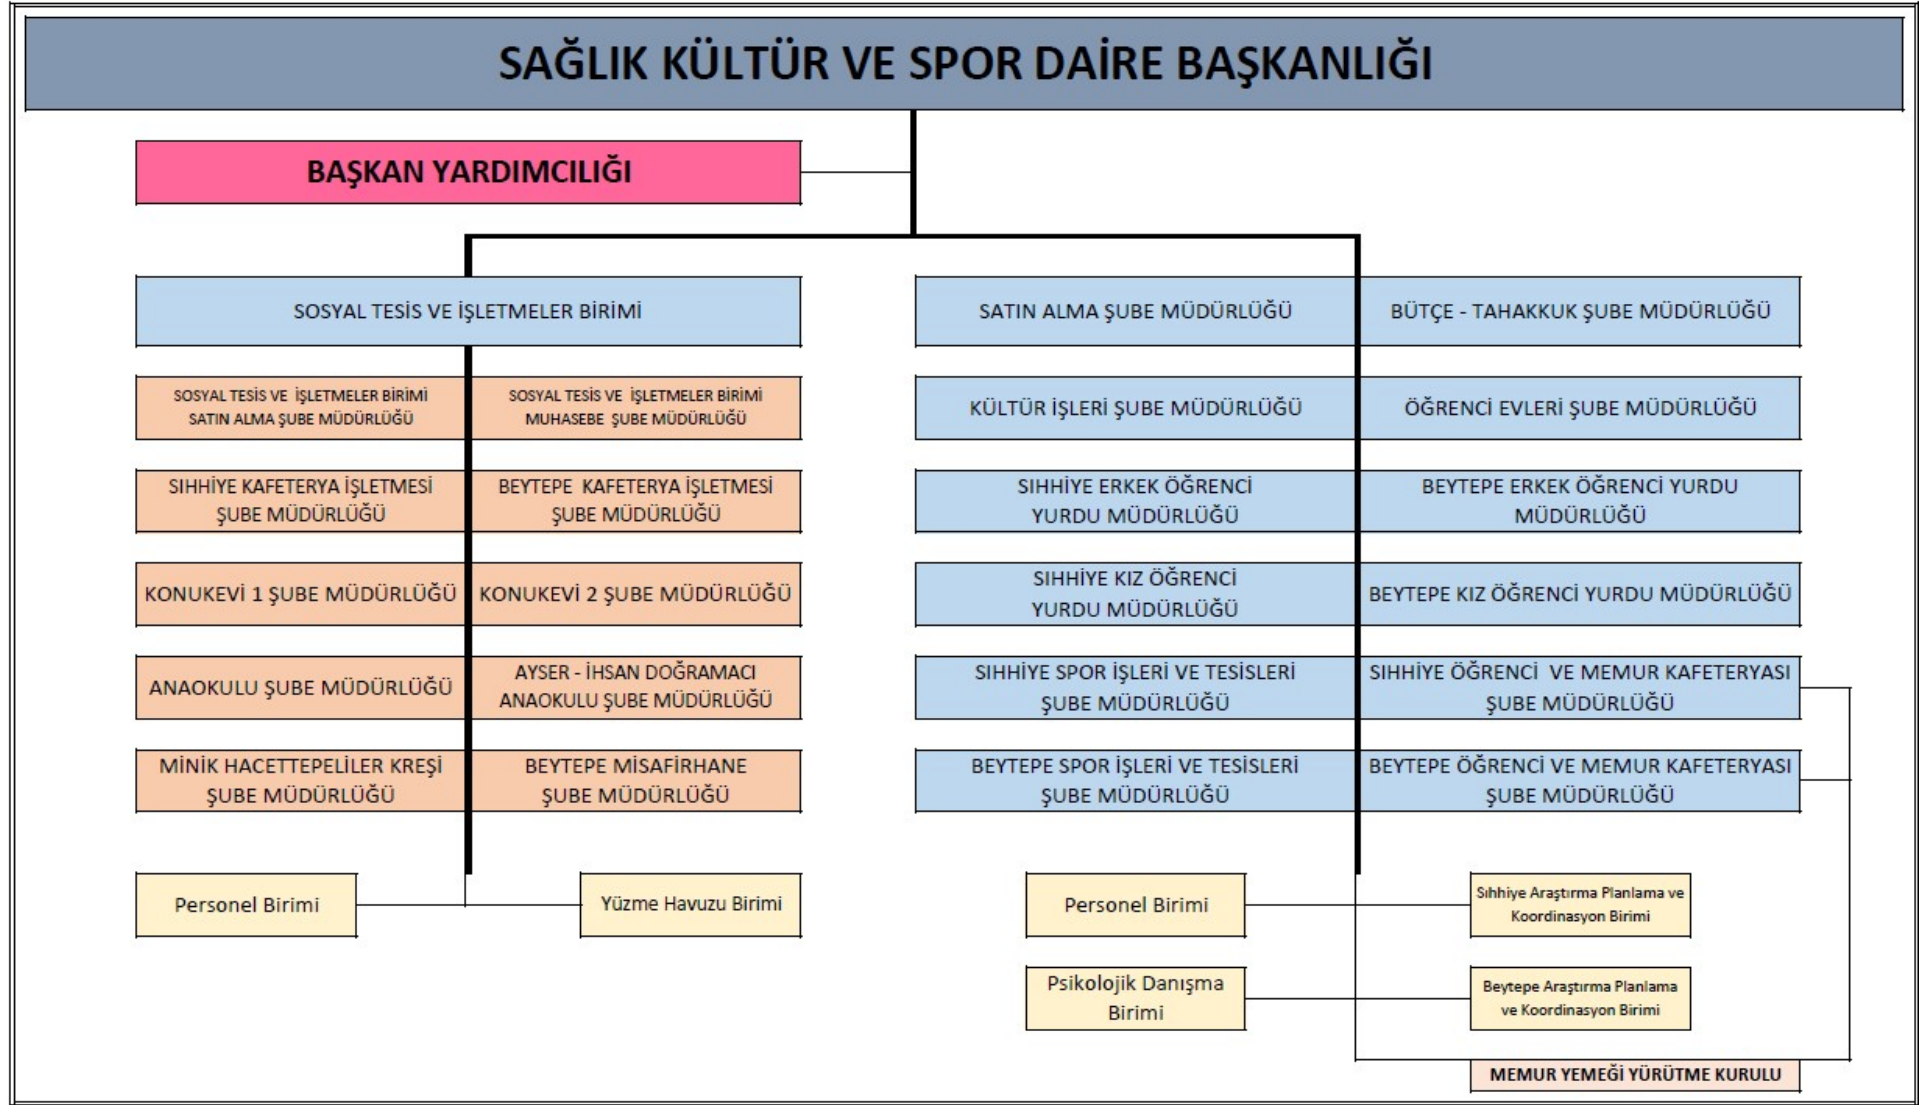 SAĞLIK KÜLTÜR VE SPOR DAİRE BAŞKANLIĞI
BAŞKAN YARDIMCILIĞI
SOSYAL TESİS VE İŞLETMELER BİRİMİ
SATIN ALMA ŞUBE MÜDÜRLÜĞÜ
BÜTÇE - TAHAKKUK ŞUBE MÜDÜRLÜĞÜ
SOSYAL TESİS VE İŞLETMELER BİRİMİ
SATIN ALMA ŞUBE MÜDÜRLÜĞÜ
SOSYAL TESİS VE İŞLETMELER BİRİMİ
MUHASEBE ŞUBE MÜDÜRLÜĞÜ
KÜLTÜR İŞLERİ ŞUBE MÜDÜRLÜĞÜ
ÖĞRENCİ EVLERİ ŞUBE MÜDÜRLÜĞÜ
SIHHİYE KAFETERYA İŞLETMESİ
ŞUBE MÜDÜRLÜĞÜ
BEYTEPE KAFETERYA İŞLETMESİ
ŞUBE MÜDÜRLÜĞÜ
SIHHİYE ERKEK ÖĞRENCİ
YURDU MÜDÜRLÜĞÜ
BEYTEPE ERKEK ÖĞRENCİ YURDU
MÜDÜRLÜĞÜ
KONUKEVİ 1 ŞUBE MÜDÜRLÜĞÜ
KONUKEVİ 2 ŞUBE MÜDÜRLÜĞÜ
SIHHİYE KIZ ÖĞRENCİ
YURDU MÜDÜRLÜĞÜ
BEYTEPE KIZ ÖĞRENCİ YURDU MÜDÜRLÜĞÜ
ANAOKULU ŞUBE MÜDÜRLÜĞÜ
AYSER - İHSAN DOĞRAMACI
ANAOKULU ŞUBE MÜDÜRLÜĞÜ
SIHHİYE SPOR İŞLERİ VE TESİSLERİ
ŞUBE MÜDÜRLÜĞÜ
SIHHİYE ÖĞRENCİ VE MEMUR KAFETERYASI
ŞUBE MÜDÜRLÜĞÜ
MİNİK HACETTEPELİLER KREŞİ
ŞUBE MÜDÜRLÜĞÜ
BEYTEPE MİSAFİRHANE
ŞUBE MÜDÜRLÜĞÜ
BEYTEPE SPOR İŞLERİ VE TESİSLERİ
ŞUBE MÜDÜRLÜĞÜ
BEYTEPE ÖĞRENCİ VE MEMUR KAFETERYASI
ŞUBE MÜDÜRLÜĞÜ
Personel Birimi
Yüzme Havuzu Birimi
Personel Birimi
Sıhhiye Araştırma Planlama ve
Koordinasyon Birimi
Psikolojik Danışma
Birimi
Beytepe Araştırma Planlama
ve Koordinasyon Birimi
MEMUR YEMEĞİ YÜRÜTME KURULU